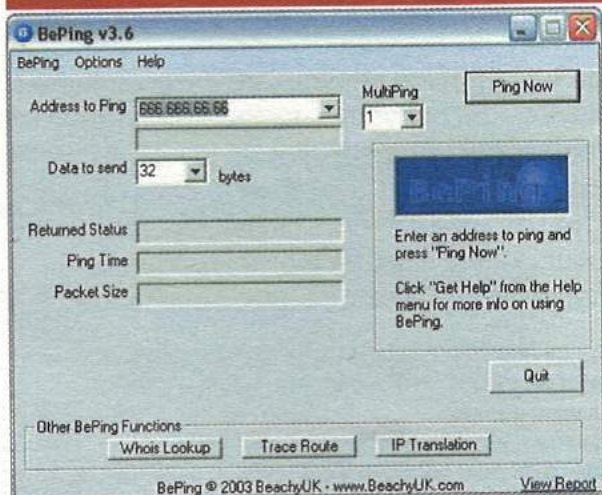 BePing v3.6
BePing Options Help
Address to Ping 666.666.66.66
MultiPing
1
Ping Now
Data to send 32 bytes
BePing
Enter an address to ping and
press "Ping Now".
Click "Get Help" from the Help
menu for more info on using
BePing.
Returned Status
Ping Time
Packet Size
Quit
Other BePing Functions
Whois Lookup Trace Route IP Translation
BePing © 2003 BeachyUK - www.BeachyUK.com View Report